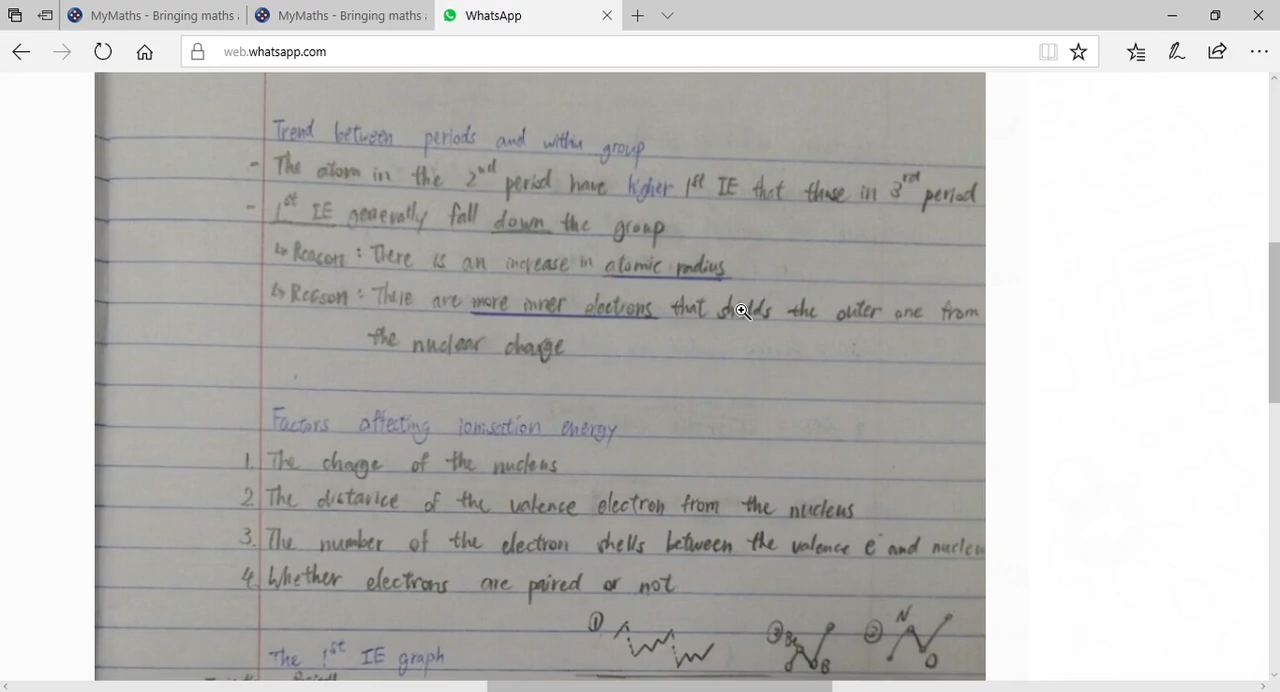 MyMaths - Bringing maths
MyMaths - Bringing maths
WhatsApp
web.whatsapp.com
Trend between periods and within group
- The atom in the 2nd period have higher 1st IE that those in 3rd period
- 1st IE generally fall down the group
↳ Reason : There is an increase in atomic radius
↳ Reason : There are more inner electrons that the outer one from
the nuclear charge
Factors affecting ionisation energy
1. The charge of the nucleus
2. The distance of the valence electron from the nucleus
3. The number of the electron shells between the valence e⁻ and nucleu
4. Whether electrons are paired or not
① ③ Be B ② N O
The 1st IE graph